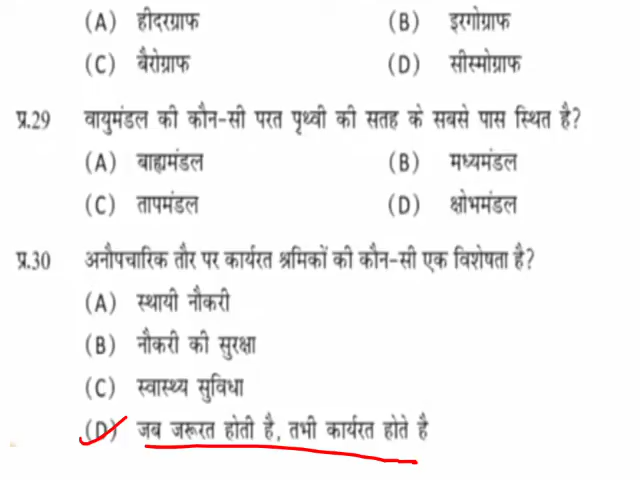 (A) हीदरग्राफ (B) इरगोग्राफ
(C) बैरोग्राफ (D) सीस्मोग्राफ
प्र.29 वायुमंडल की कौन-सी परत पृथ्वी की सतह के सबसे पास स्थित है?
(A) बाह्यमंडल (B) मध्यमंडल
(C) तापमंडल (D) क्षोभमंडल
प्र.30 अनौपचारिक तौर पर कार्यरत श्रमिकों की कौन-सी एक विशेषता है?
(A) स्थायी नौकरी
(B) नौकरी की सुरक्षा
(C) स्वास्थ्य सुविधा
(D) जब जरूरत होती है, तभी कार्यरत होते है